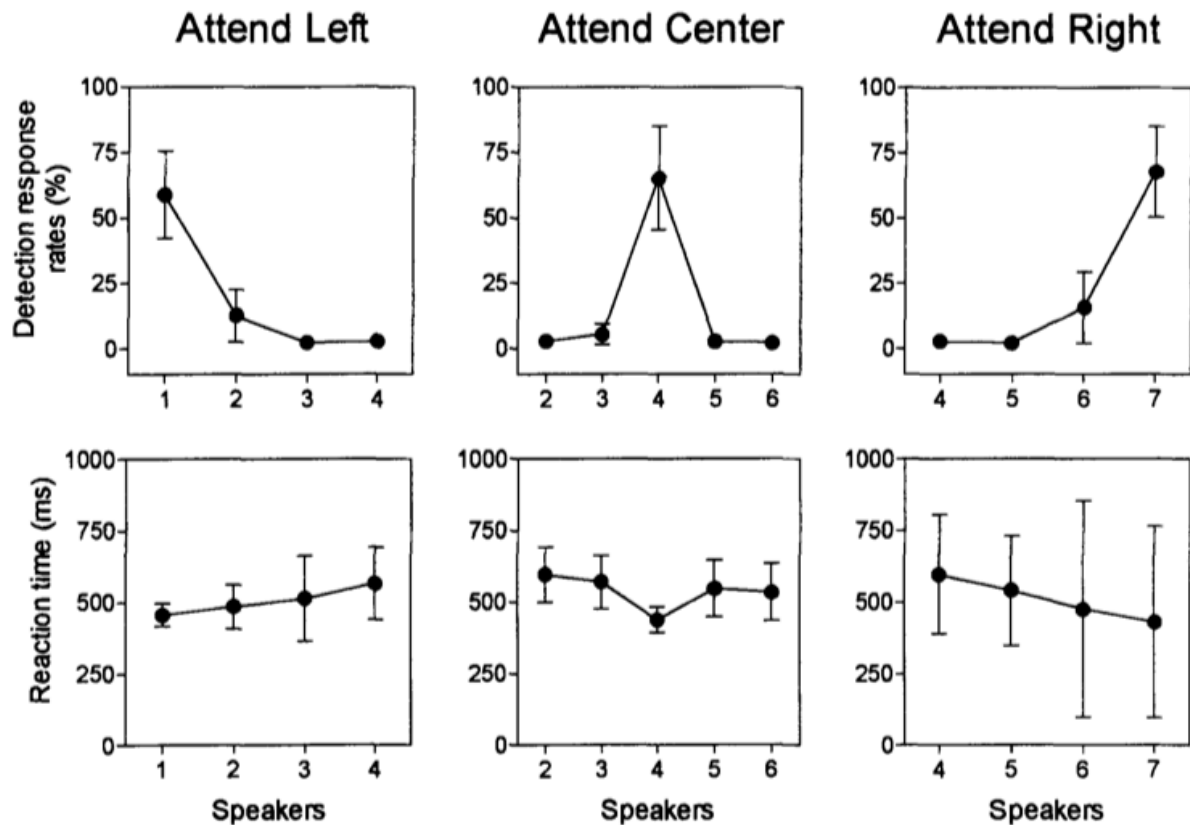 Attend Left Attend Center Attend Right
Detection response
rates (%)
100
75
50
25
0
1 2 3 4
100
75
50
25
0
2 3 4 5 6
100
75
50
25
0
4 5 6 7
Reaction time (ms)
1000
750
500
250
0
1 2 3 4
Speakers
1000
750
500
250
0
2 3 4 5 6
Speakers
1000
750
500
250
0
4 5 6 7
Speakers